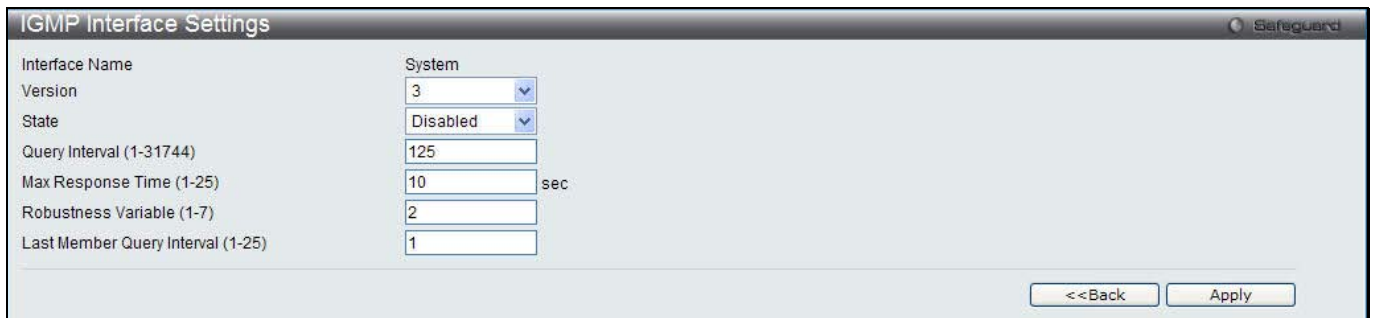 IGMP Interface Settings
Safeguard
Interface Name System
Version 3
State Disabled
Query Interval (1-31744) 125
Max Response Time (1-25) 10 sec
Robustness Variable (1-7) 2
Last Member Query Interval (1-25) 1
<<Back Apply